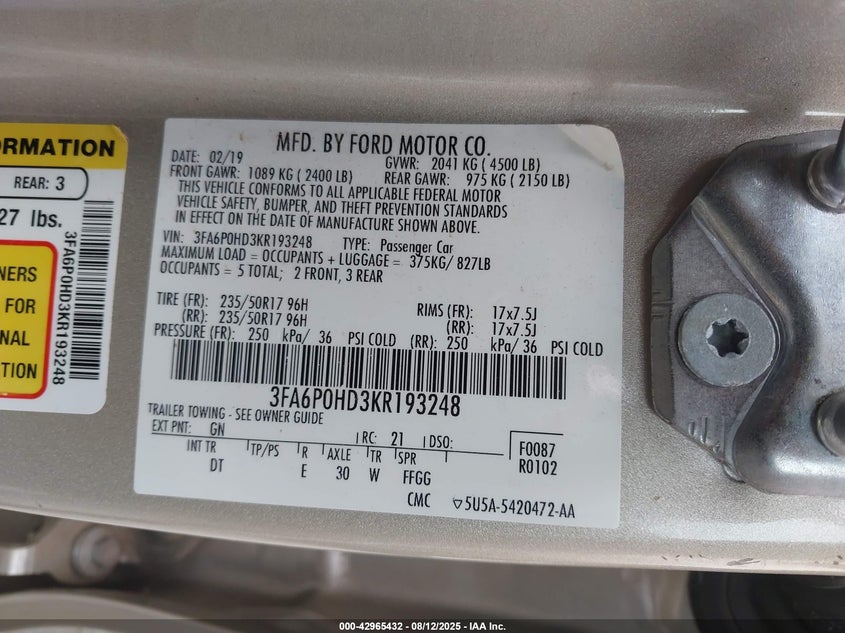 ORMATION
REAR: 3
27 lbs.
NERS
FOR
NAL
TION
3FA6P0HD3KR193248
MFD. BY FORD MOTOR CO.
DATE: 02/19 GVWR: 2041 KG ( 4500 LB)
FRONT GAWR: 1089 KG ( 2400 LB) REAR GAWR: 975 KG ( 2150 LB)
THIS VEHICLE CONFORMS TO ALL APPLICABLE FEDERAL MOTOR
VEHICLE SAFETY, BUMPER, AND THEFT PREVENTION STANDARDS
IN EFFECT ON THE DATE OF MANUFACTURE SHOWN ABOVE.
VIN: 3FA6P0HD3KR193248 TYPE: Passenger Car
MAXIMUM LOAD = OCCUPANTS + LUGGAGE = 375KG/ 827LB
OCCUPANTS = 5 TOTAL; 2 FRONT, 3 REAR
TIRE (FR): 235/50R17 96H RIMS (FR): 17x7.5J
(RR): 235/50R17 96H (RR): 17x7.5J
PRESSURE (FR): 250 kPa/ 36 PSI COLD (RR): 250 kPa/ 36 PSI COLD
3FA6P0HD3KR193248
TRAILER TOWING - SEE OWNER GUIDE
EXT PNT: GN RC: 21 DSO: F0087
INT TR TP/PS R AXLE TR SPR R0102
DT E 30 W FFGG
CMC ▽5U5A-5420472-AA
000-42965432 - 08/12/2025 - IAA Inc.